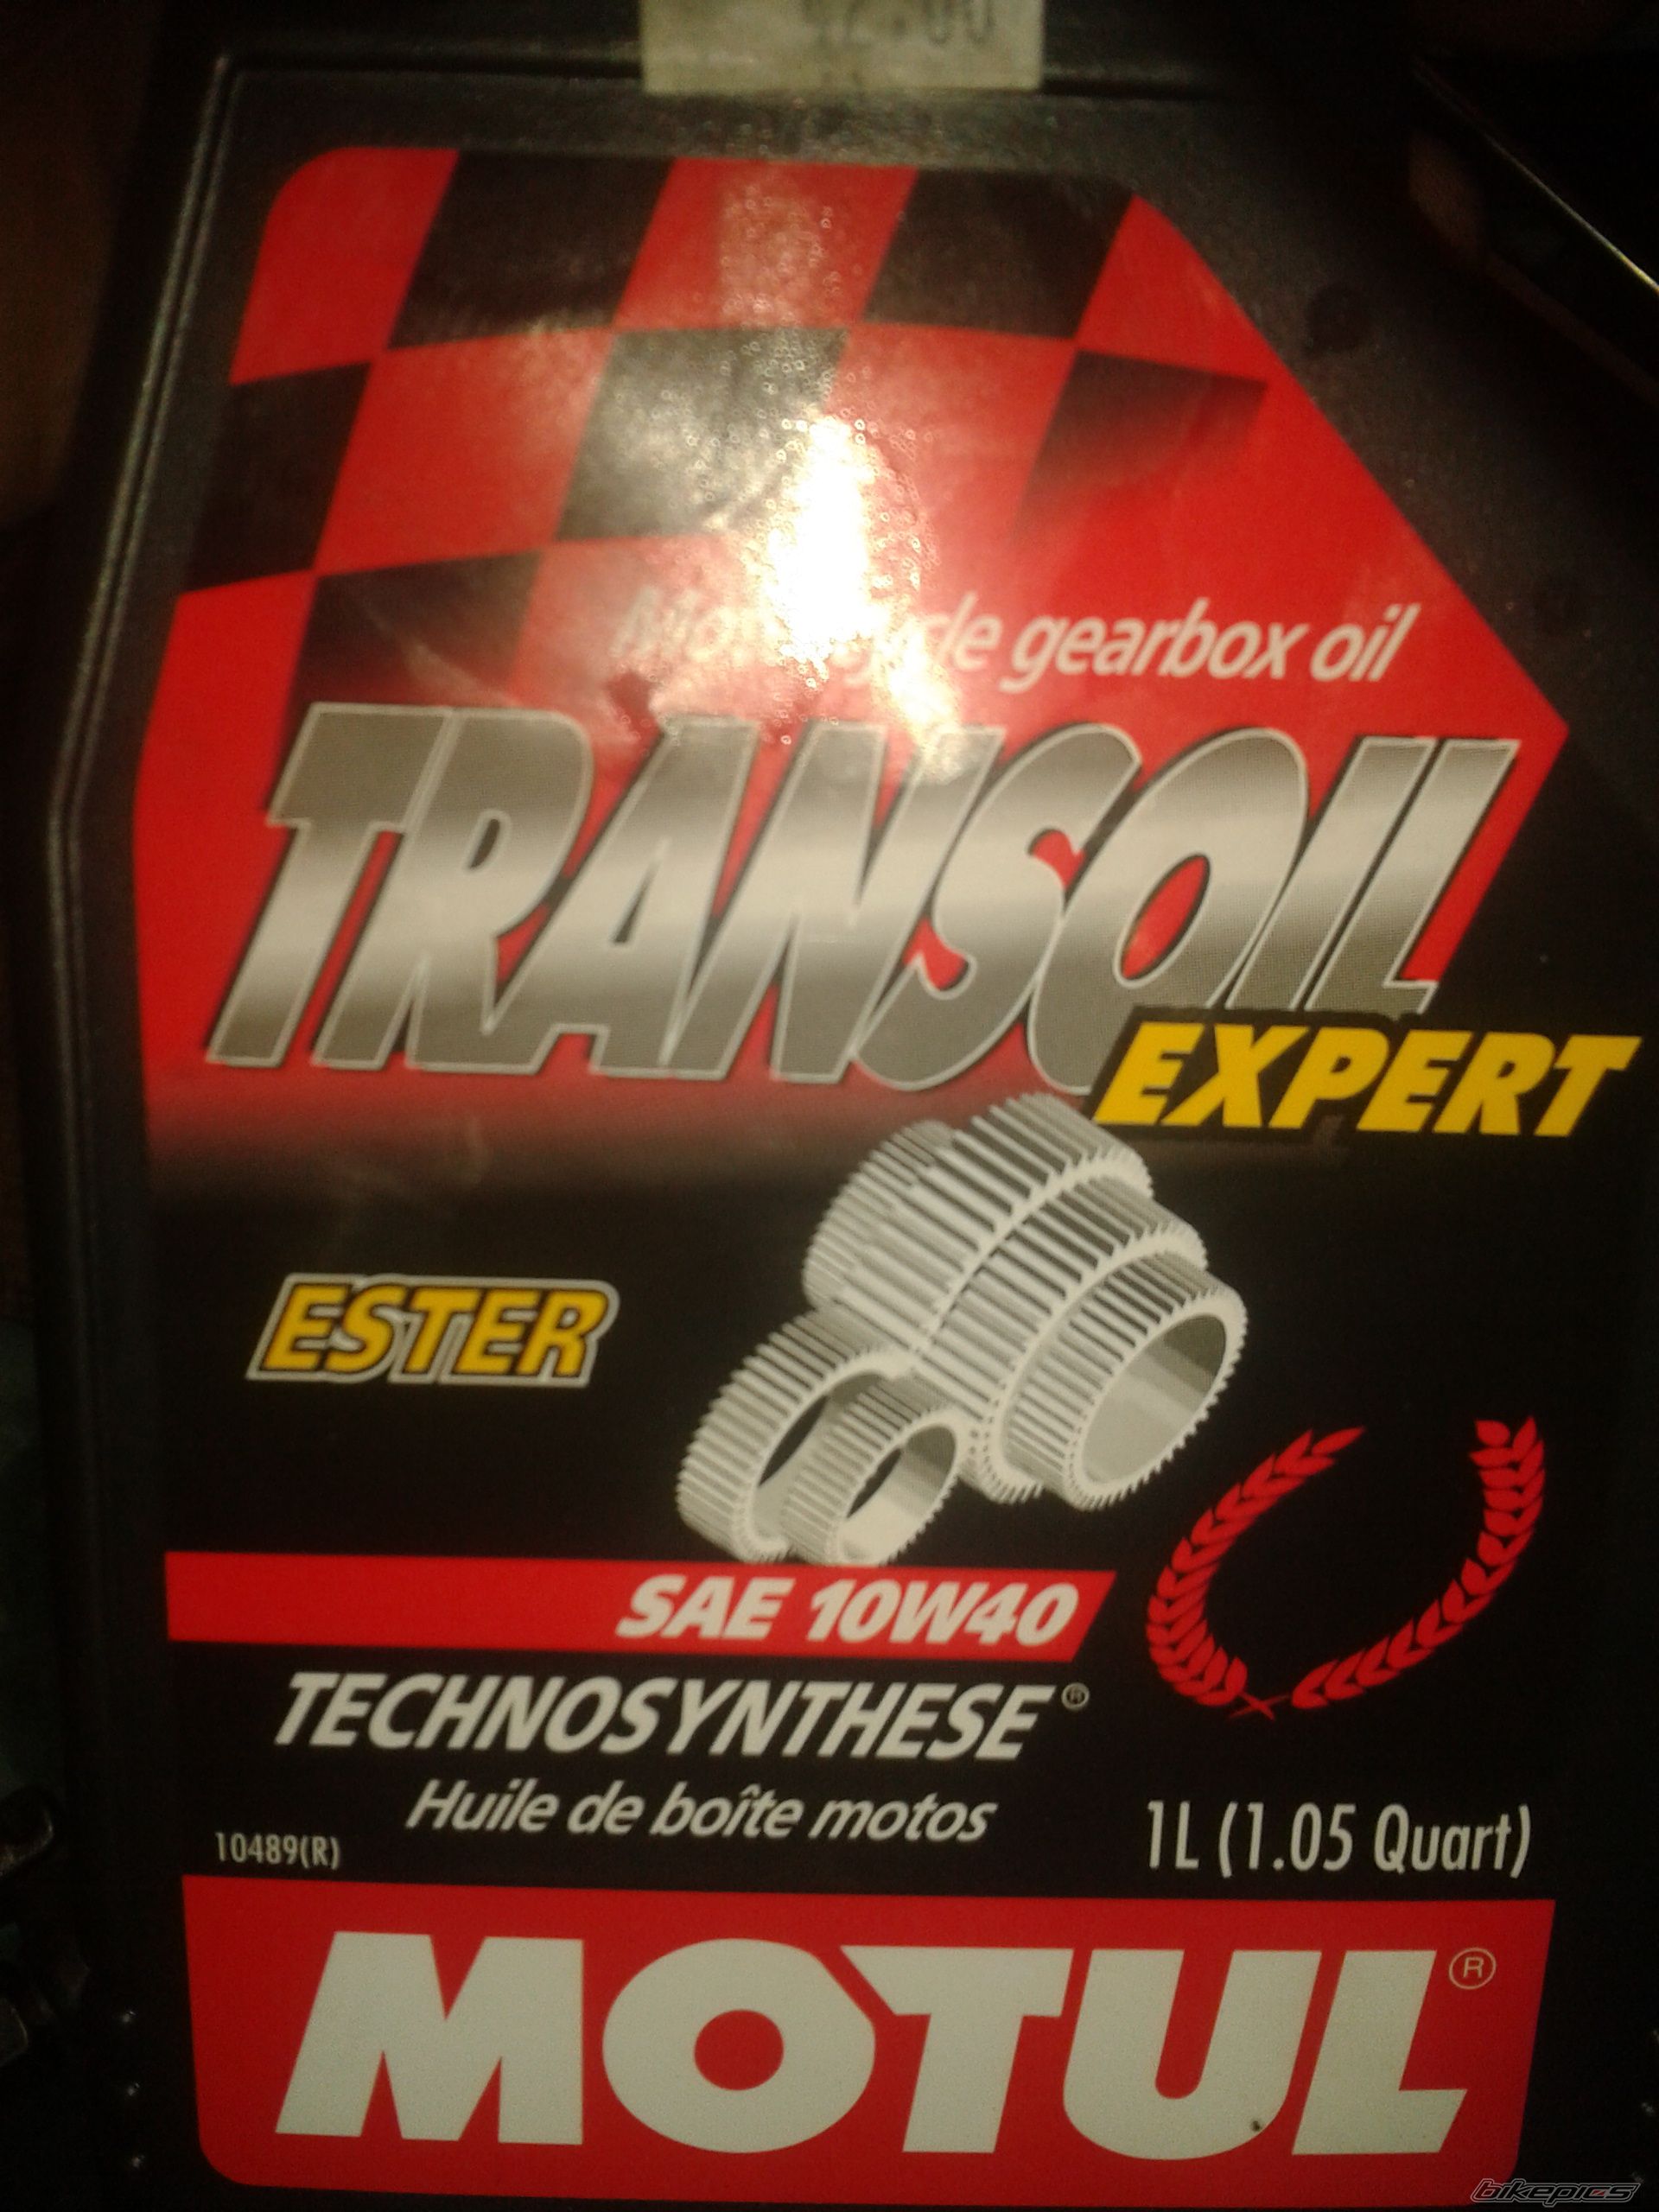 Motorcycle gearbox oil
TRANSOIL
EXPERT
ESTER
SAE 10W40
TECHNOSYNTHESE®
Huile de boîte motos
10489(R)
1L (1.05 Quart)
MOTUL®
bikepics